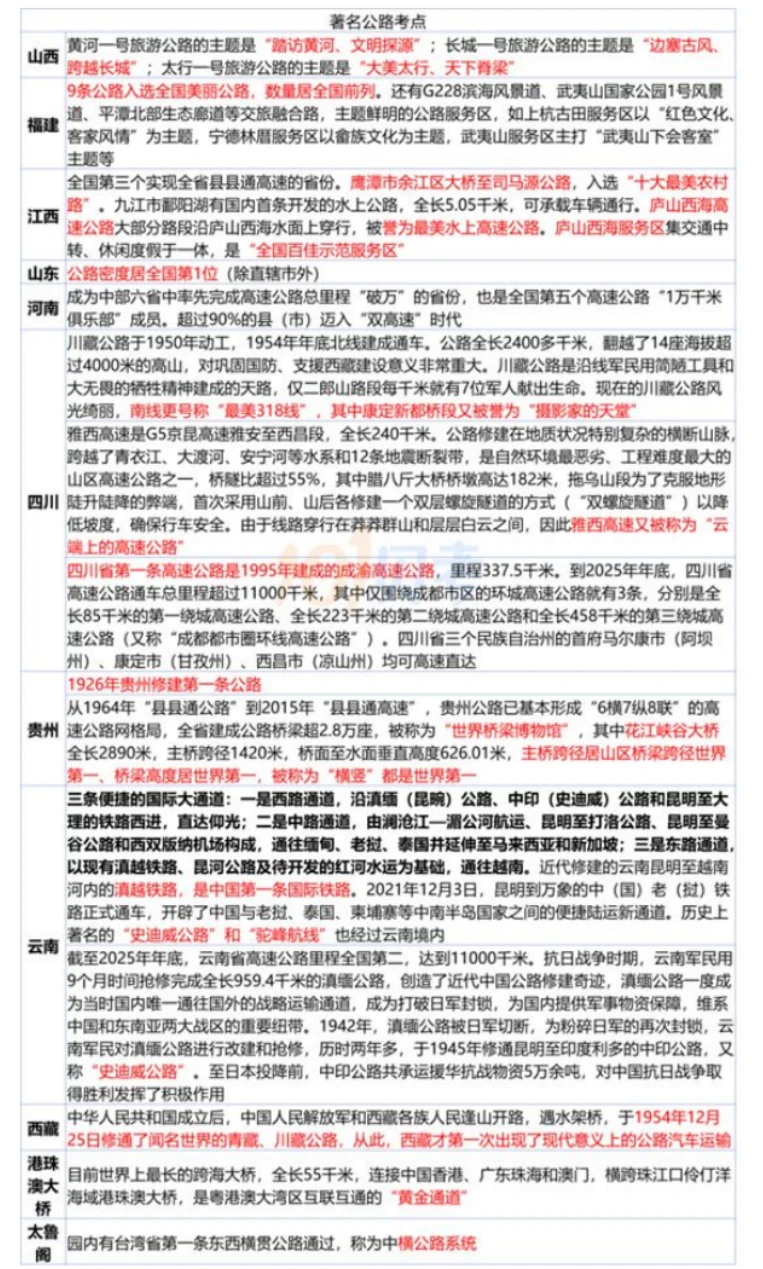 著名公路考点
山西
黄河一号旅游公路的主题是“踏访黄河、文明探源”；长城一号旅游公路的主题是“边塞古风、
跨越长城”；太行一号旅游公路的主题是“大美太行、天下脊梁”
福建
9条公路入选全国美丽公路，数量居全国前列。还有G228滨海风景道、武夷山国家公园1号风景
道、平潭北部生态廊道等交旅融合路，主题鲜明的公路服务区，如上杭古田服务区以“红色文化、
客家风情”为主题，宁德林厝服务区以畲族文化为主题，武夷山服务区主打“武夷山下会客室”
主题等
江西
全国第三个实现全省县县通高速的省份。鹰潭市余江区大桥至司马源公路，入选“十大最美农村
路”。九江市鄱阳湖有国内首条开发的水上公路，全长5.05千米，可承载车辆通行。庐山西海高
速公路大部分路段沿庐山西海水面上穿行，被誉为最美水上高速公路。庐山西海服务区集交通中
转、休闲度假于一体，是“全国百佳示范服务区”
山东
公路密度居全国第1位（除直辖市外）
河南
成为中部六省中率先完成高速公路总里程“破万”的省份，也是全国第五个高速公路“1万千米
俱乐部”成员。超过90%的县（市）迈入“双高速”时代
四川
川藏公路于1950年动工，1954年年底北线建成通车。公路全长2400多千米，翻越了14座海拔超
过4000米的高山，对巩固国防、支援西藏建设意义非常重大。川藏公路是沿线军民用简陋工具和
大无畏的牺牲精神建成的天路，仅二郎山路段每千米就有7位军人献出生命。现在的川藏公路风
光绮丽，南线更号称“最美318线”，其中康定新都桥段又被誉为“摄影家的天堂”
雅西高速是G5京昆高速雅安至西昌段，全长240千米。公路修建在地质状况特别复杂的横断山脉，
跨越了青衣江、大渡河、安宁河等水系和12条地震断裂带，是自然环境最恶劣、工程难度最大的
山区高速公路之一，桥隧比超过55%，其中腊八斤大桥桥墩高达182米，拖乌山段为了克服地形
陡升陡降的弊端，首次采用山前、山后各修建一个双层螺旋隧道的方式（“双螺旋隧道”）以降
低坡度，确保行车安全。由于线路穿行在莽莽群山和层层白云之间，因此雅西高速又被称为“云
端上的高速公路”
四川省第一条高速公路是1995年建成的成渝高速公路，里程337.5千米。到2025年年底，四川省
高速公路通车总里程超过11000千米，其中仅围绕成都市区的环城高速公路就有3条，分别是全
长85千米的第一绕城高速公路、全长223千米的第二绕城高速公路和全长458千米的第三绕城高
速公路（又称“成都都市圈环线高速公路”）。四川省三个民族自治州的首府马尔康市（阿坝
州）、康定市（甘孜州）、西昌市（凉山州）均可高速直达
贵州
1926年贵州修建第一条公路
从1964年“县县通公路”到2015年“县县通高速”，贵州公路已基本形成“6横7纵8联”的高
速公路网格局，全省建成公路桥梁超2.8万座，被称为“世界桥梁博物馆”，其中花江峡谷大桥
全长2890米，主桥跨径1420米，桥面至水面垂直高度626.01米，主桥跨径居山区桥梁跨径世界
第一、桥梁高度居世界第一，被称为“横竖”都是世界第一
云南
三条便捷的国际大通道：一是西路通道，沿滇缅（昆畹）公路、中印（史迪威）公路和昆明至大
理的铁路西进，直达仰光；二是中路通道，由澜沧江—湄公河航运、昆明至打洛公路、昆明至曼
谷公路和西双版纳机场构成，通往缅甸、老挝、泰国并延伸至马来西亚和新加坡；三是东路通道，
以现有滇越铁路、昆河公路及待开发的红河水运为基础，通往越南。近代修建的云南昆明至越南
河内的滇越铁路，是中国第一条国际铁路。2021年12月3日，昆明到万象的中（国）老（挝）铁
路正式通车，开辟了中国与老挝、泰国、柬埔寨等中南半岛国家之间的便捷陆运新通道。历史上
著名的“史迪威公路”和“驼峰航线”也经过云南境内
截至2025年年底，云南省高速公路里程全国第二，达到11000千米。抗日战争时期，云南军民用
9个月时间抢修完成全长959.4千米的滇缅公路，创造了近代中国公路修建奇迹，滇缅公路一度成
为当时国内唯一通往国外的战略运输通道，成为打破日军封锁，为国内提供军事物资保障，维系
中国和东南亚两大战区的重要纽带。1942年，滇缅公路被日军切断，为粉碎日军的再次封锁，云
南军民对滇缅公路进行改建和抢修，历时两年多，于1945年修通昆明至印度利多的中印公路，又
称“史迪威公路”。至日本投降前，中印公路共承运援华抗战物资5万余吨，对中国抗日战争取
得胜利发挥了积极作用
西藏
中华人民共和国成立后，中国人民解放军和西藏各族人民逢山开路，遇水架桥，于1954年12月
25日修通了闻名世界的青藏、川藏公路，从此，西藏才第一次出现了现代意义上的公路汽车运输
港珠
澳大
桥
目前世界上最长的跨海大桥，全长55千米，连接中国香港、广东珠海和澳门，横跨珠江口伶仃洋
海域港珠澳大桥，是粤港澳大湾区互联互通的“黄金通道”
太鲁
阁
园内有台湾省第一条东西横贯公路通过，称为中横公路系统